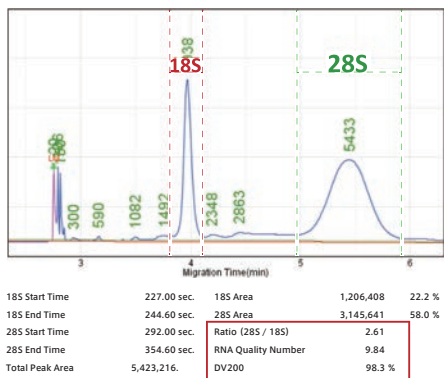 18S
28S
300
590
1082
1492
2348
2863
5433
3 4 5 6
Migration Time(min)
18S Start Time 227.00 sec. 18S Area 1,206,408 22.2 %
18S End Time 244.60 sec. 28S Area 3,145,641 58.0 %
28S Start Time 292.00 sec. Ratio (28S / 18S) 2.61
28S End Time 354.60 sec. RNA Quality Number 9.84
Total Peak Area 5,423,216. DV200 98.3 %